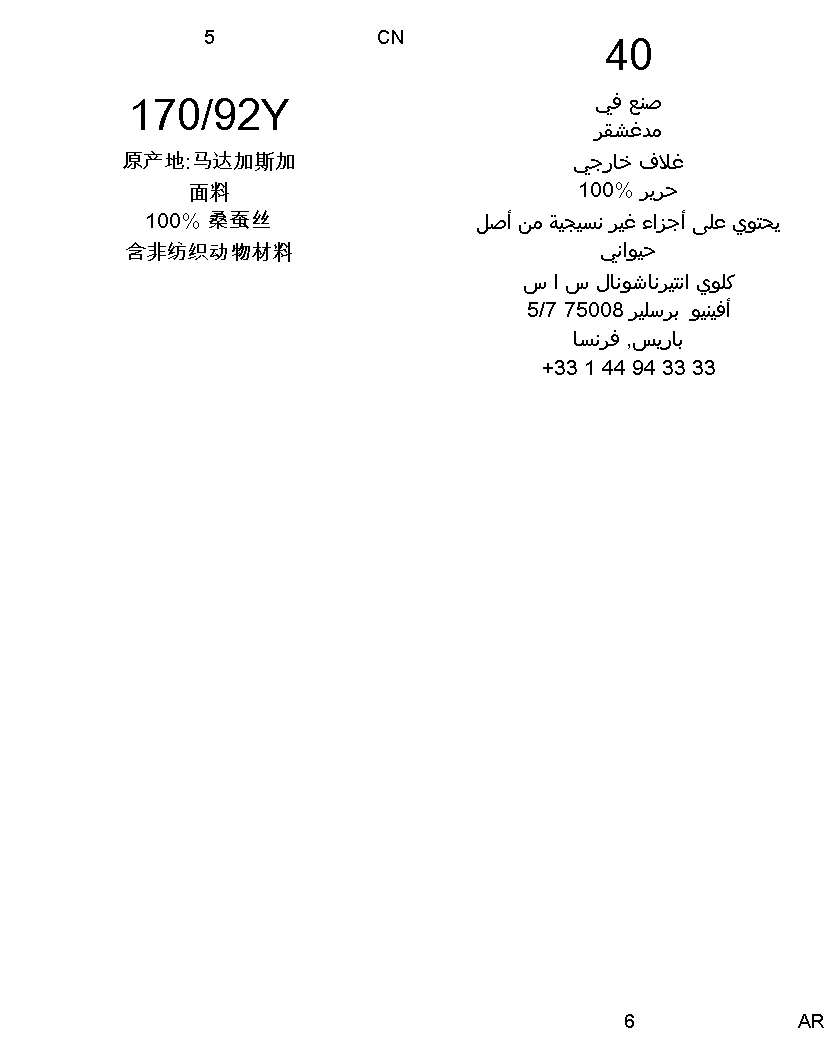 5
CN
170/92Y
原产地:马达加斯加
面料
100% 桑蚕丝
含非纺织动物材料
40
صنع في
مدغشقر
غلاف خارجي
100% حرير
يحتوي على أجزاء غير نسيجية من أصل
حيواني
كلوي انتيرناشونال س ا س
5/7 أفينيو برسلير 75008
باريس, فرنسا
+33 1 44 94 33 33
6
AR